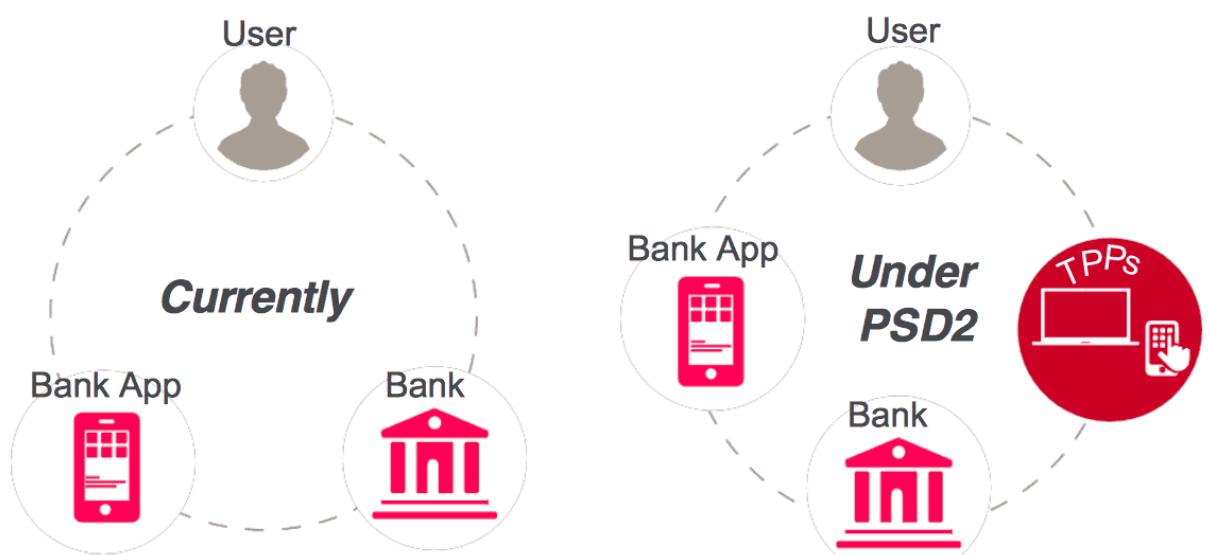 User
Currently
Bank App
Bank
User
Bank App
Under
PSD2
TPPs
Bank